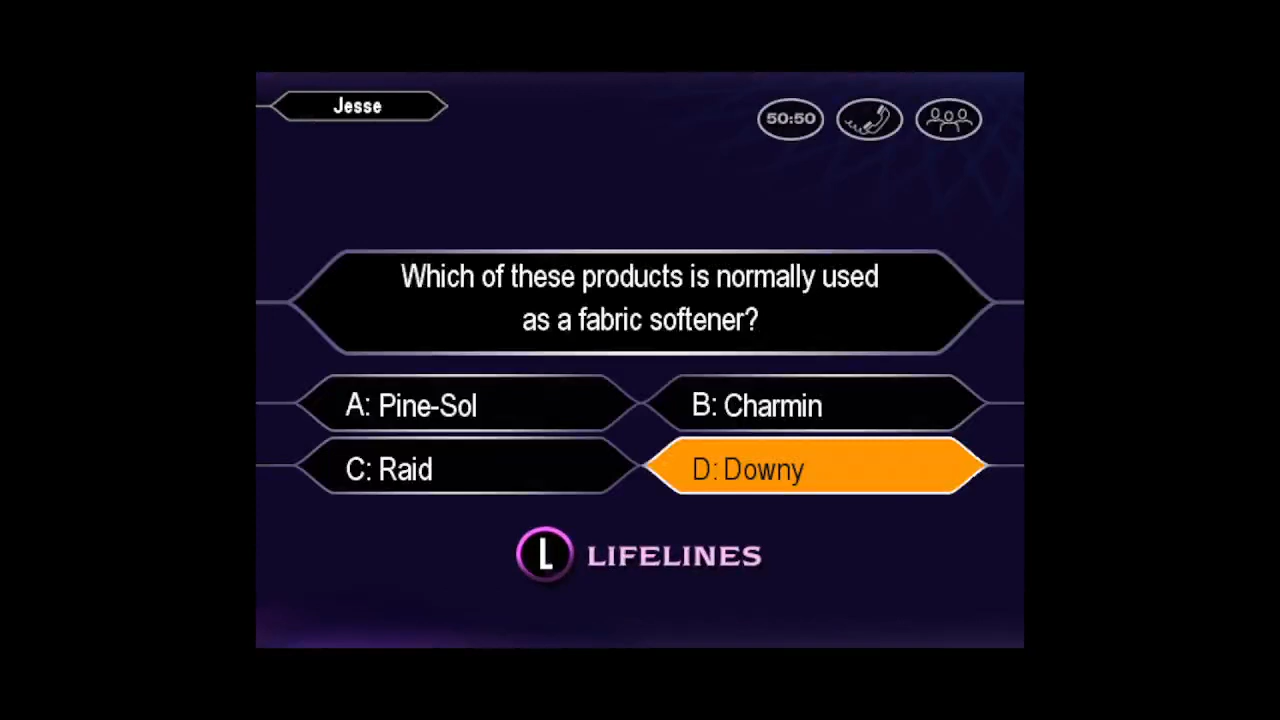 Jesse
50:50
Which of these products is normally used
as a fabric softener?
A: Pine-Sol
B: Charmin
C: Raid
D: Downy
L LIFELINES